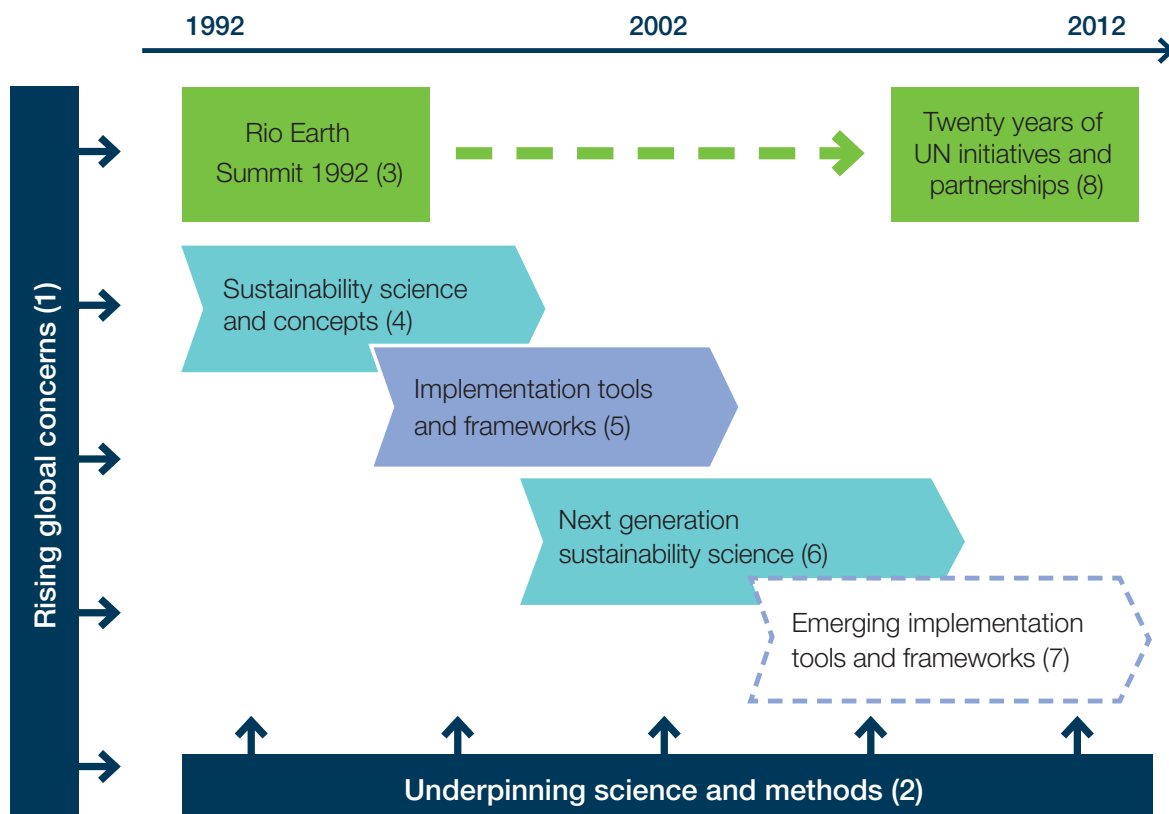 1992
2002
2012
Rio Earth
Summit 1992 (3)
Twenty years of
UN initiatives and
partnerships (8)
Rising global concerns (1)
Sustainability science
and concepts (4)
Implementation tools
and frameworks (5)
Next generation
sustainability science (6)
Emerging implementation
tools and frameworks (7)
Underpinning science and methods (2)